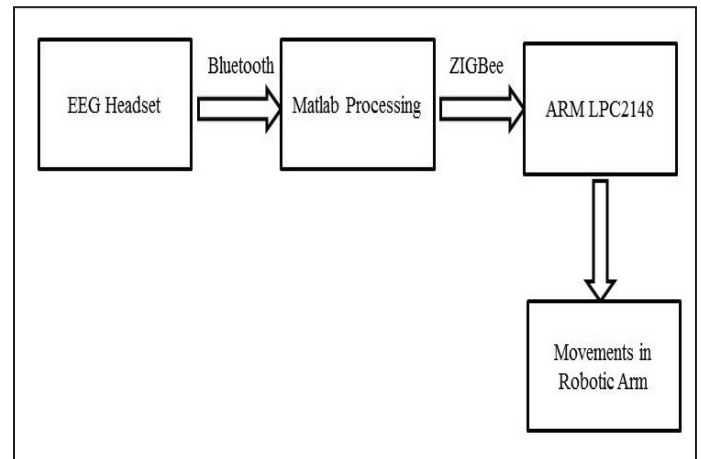 Bluetooth
ZIGBee
EEG Headset
Matlab Processing
ARM LPC2148
Movements in
Robotic Arm